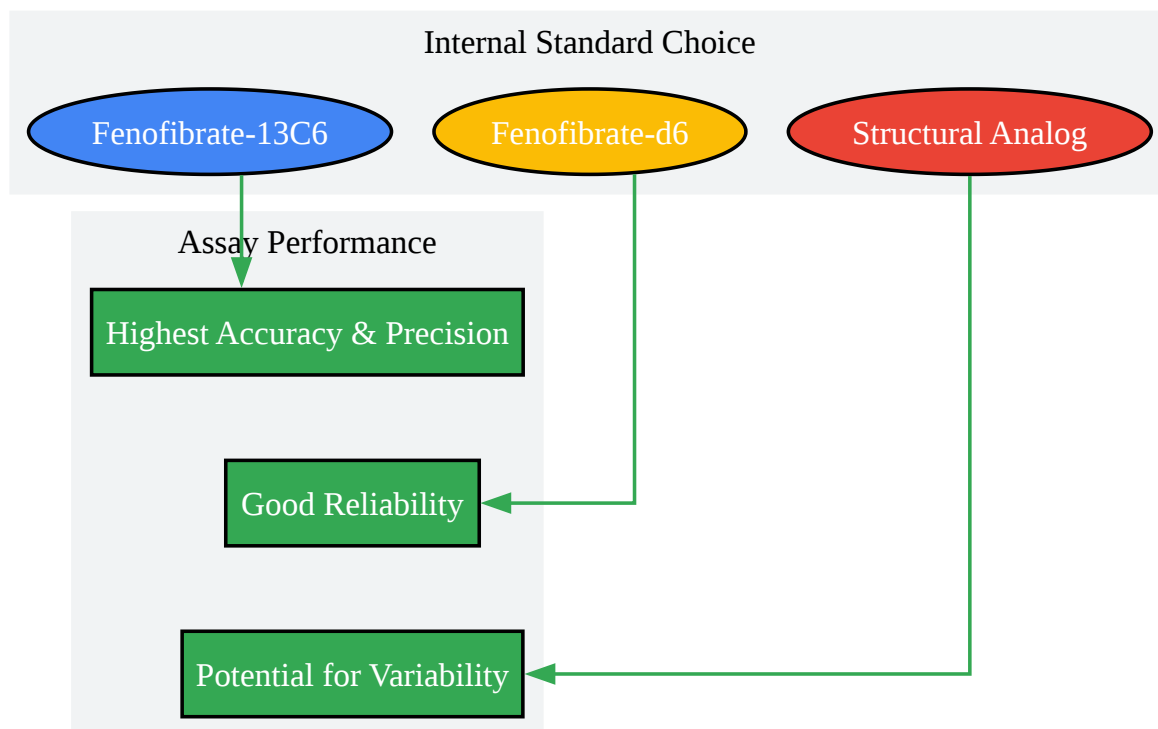 Internal Standard Choice
Fenofibrate-13C6
Fenofibrate-d6
Structural Analog
Assay Performance
Highest Accuracy & Precision
Good Reliability
Potential for Variability